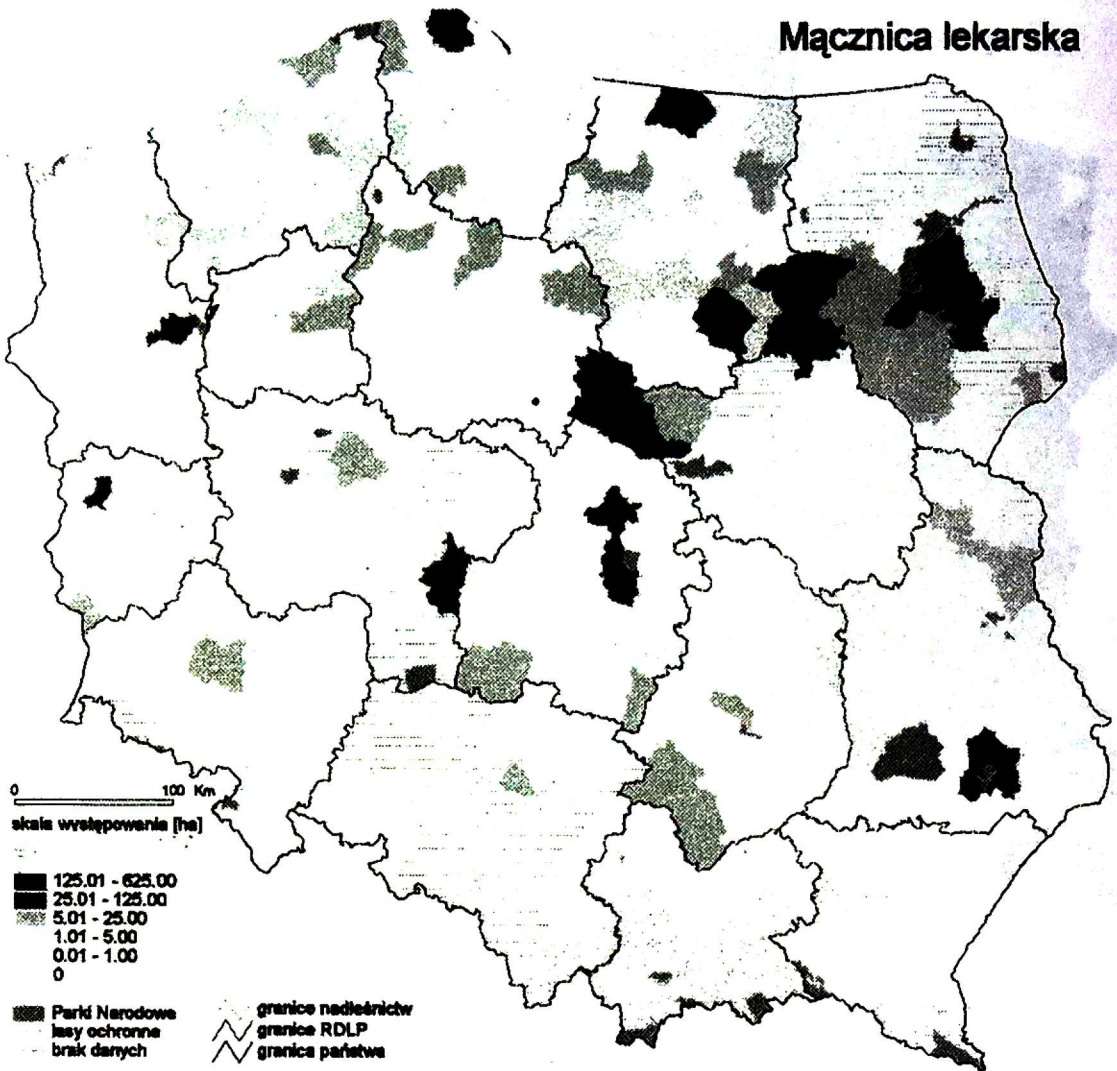 Mącznica lekarska
0 100 Km
skala występowania [ha]
125.01 - 625.00
25.01 - 125.00
5.01 - 25.00
1.01 - 5.00
0.01 - 1.00
0
Parki Narodowe
lasy ochronne
brak danych
granice nadleśnictw
granice RDLP
granica państwa